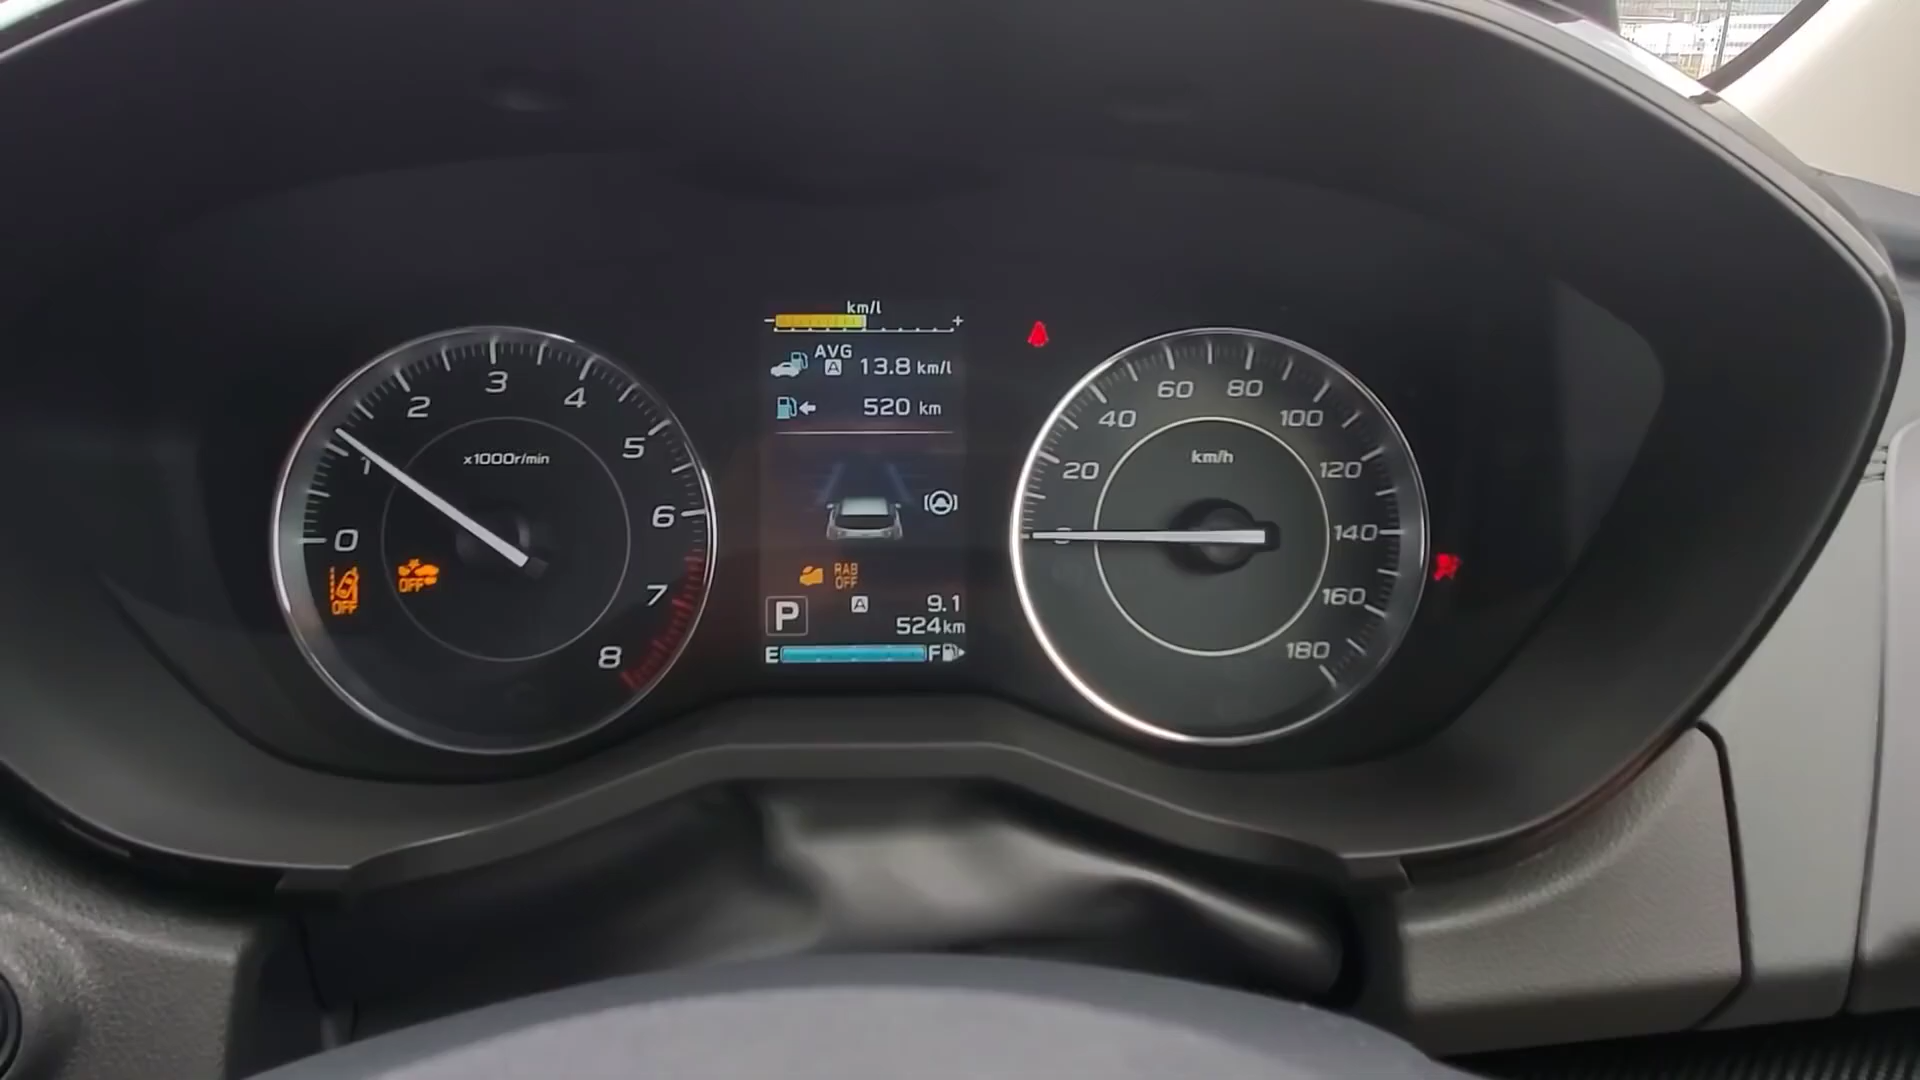 km/l
- +
AVG
A 13.8 km/l
520 km
RAB
OFF
P
A 9.1
524km
E F
0
1
2
3
4
5
6
7
8
x1000r/min
OFF
OFF
20
40
60
80
100
120
140
160
180
km/h